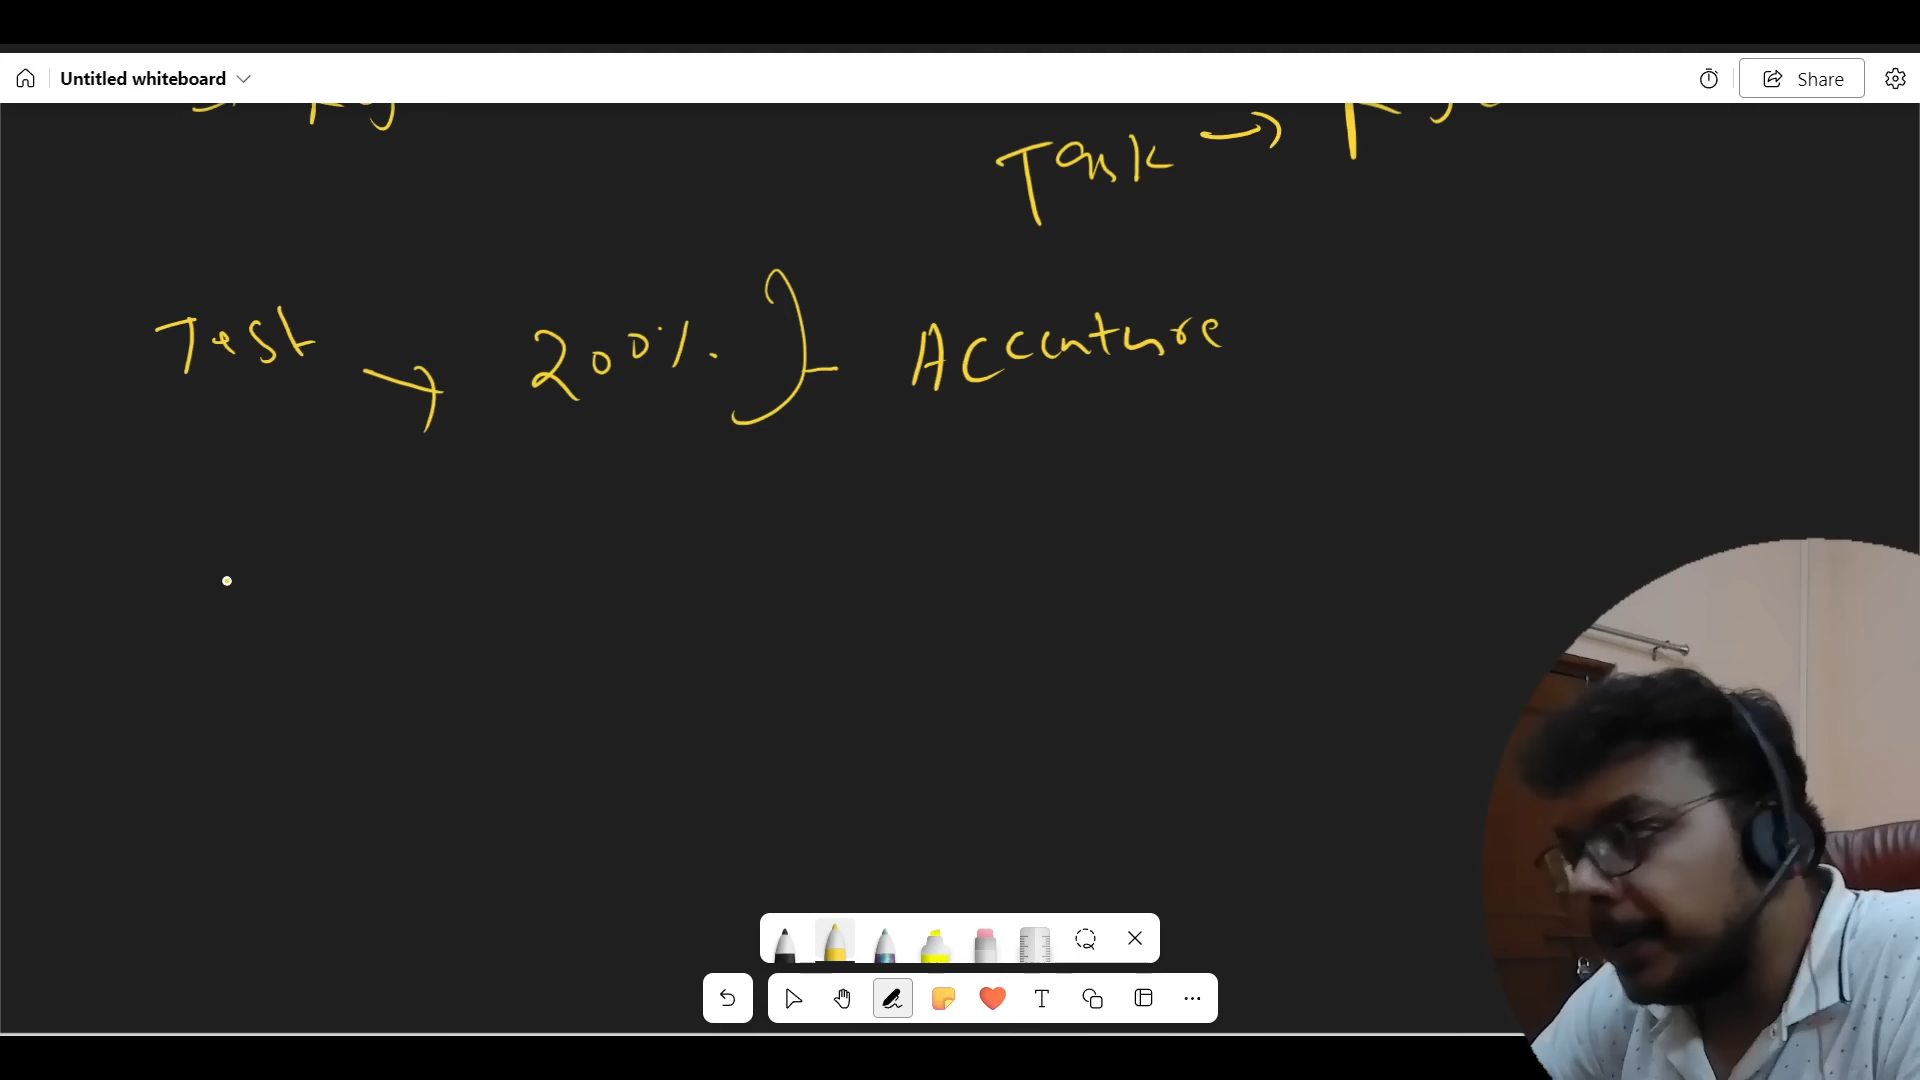 Untitled whiteboard
Share
Task →
Test → 200%. } Accenture
T